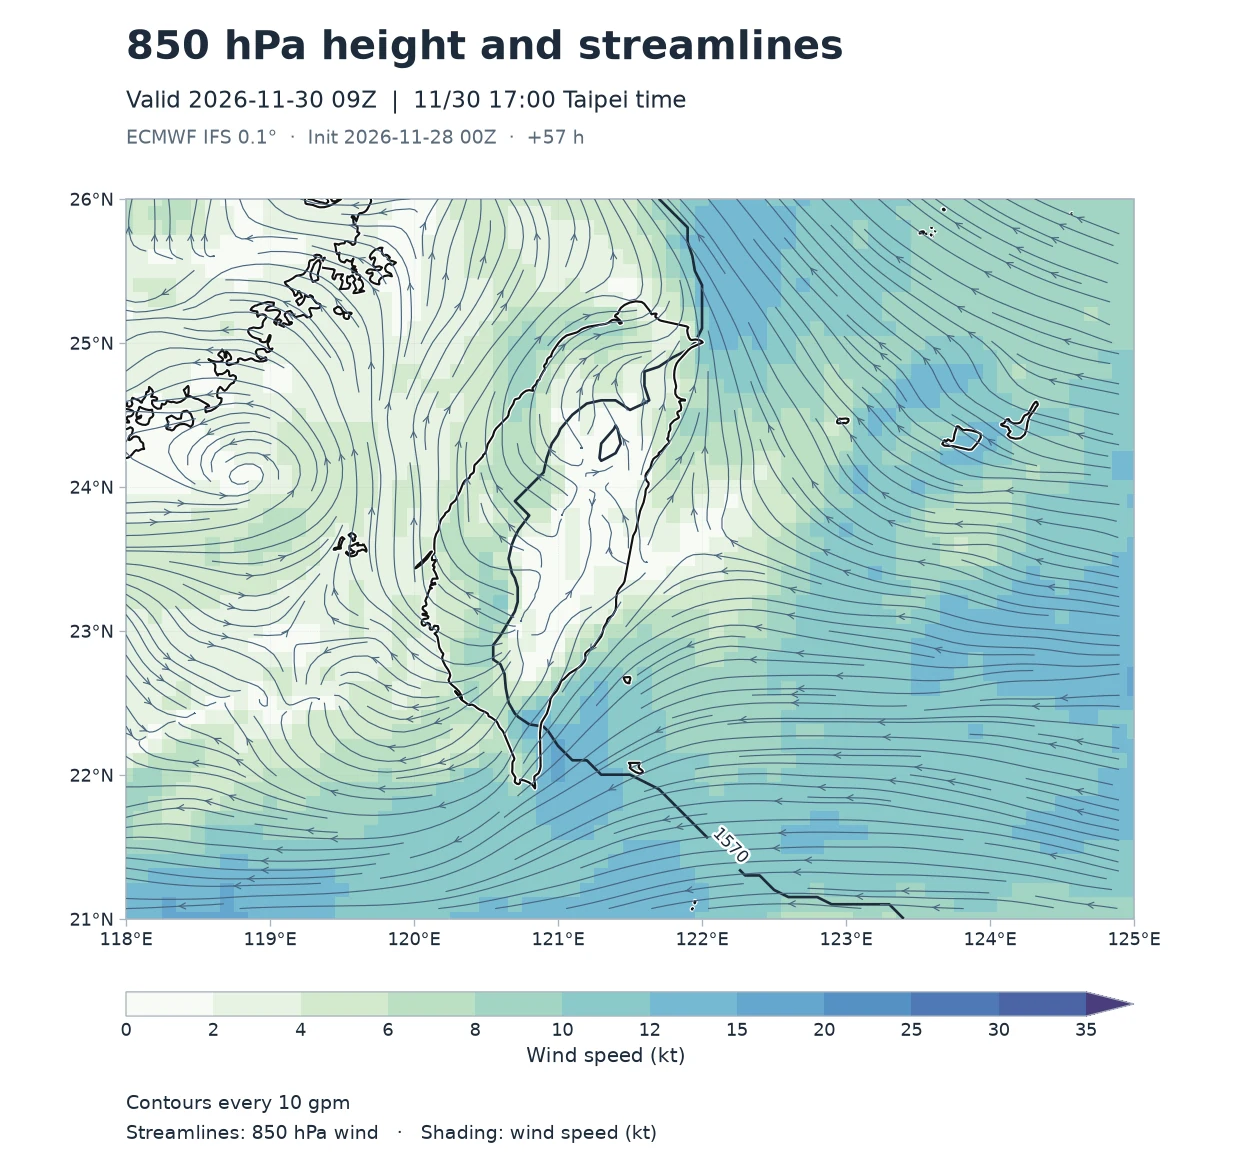 850 hPa height and streamlines
Valid 2026-11-30 09Z | 11/30 17:00 Taipei time
ECMWF IFS 0.1° · Init 2026-11-28 00Z · +57 h
26°N
25°N
24°N
23°N
22°N
21°N
1570
118°E 119°E 120°E 121°E 122°E 123°E 124°E 125°E
0 2 4 6 8 10 12 15 20 25 30 35
Wind speed (kt)
Contours every 10 gpm
Streamlines: 850 hPa wind · Shading: wind speed (kt)